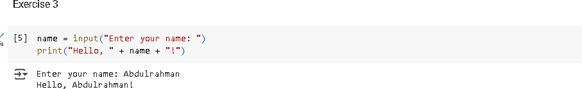 Exercise 3
[5] name = input("Enter your name: ")
print("Hello, " + name + "!")
Enter your name: Abdulrahman
Hello, Abdulrahman!